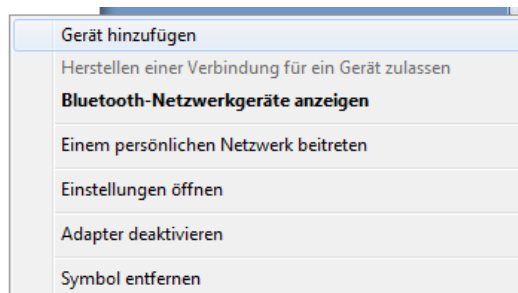 Gerät hinzufügen
Herstellen einer Verbindung für ein Gerät zulassen
Bluetooth-Netzwerkgeräte anzeigen
Einem persönlichen Netzwerk beitreten
Einstellungen öffnen
Adapter deaktivieren
Symbol entfernen